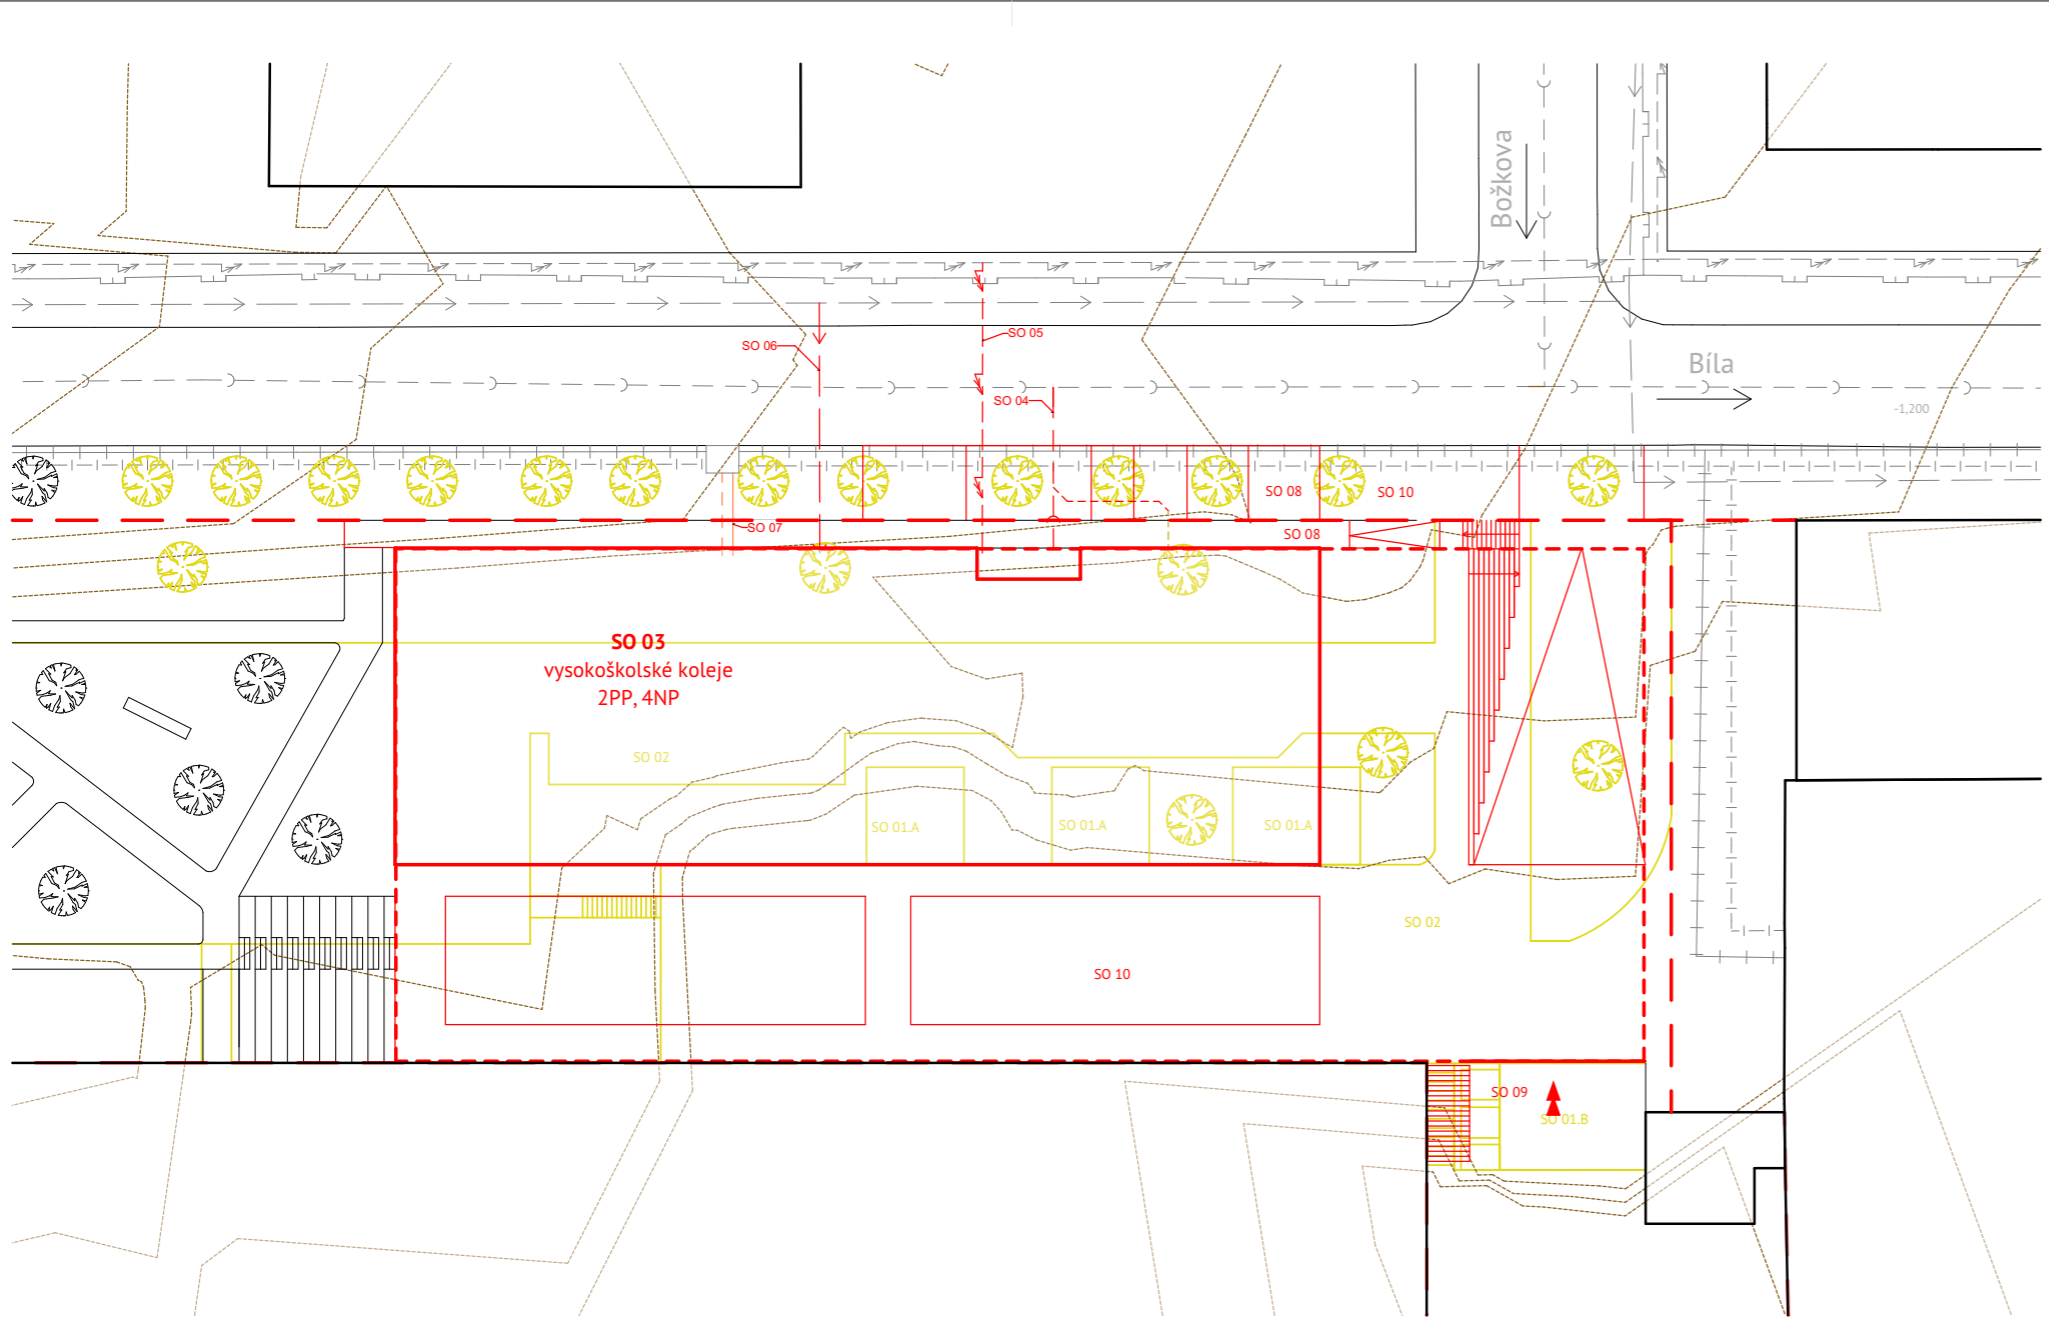 Božkova
SO 05
SO 06
Bíla
SO 04
-1,200
SO 08
SO 10
SO 07
SO 08
SO 03
vysokoškolské koleje
2PP, 4NP
SO 02
SO 01.A
SO 01.A
SO 01.A
SO 02
SO 10
SO 09
SO 01.B